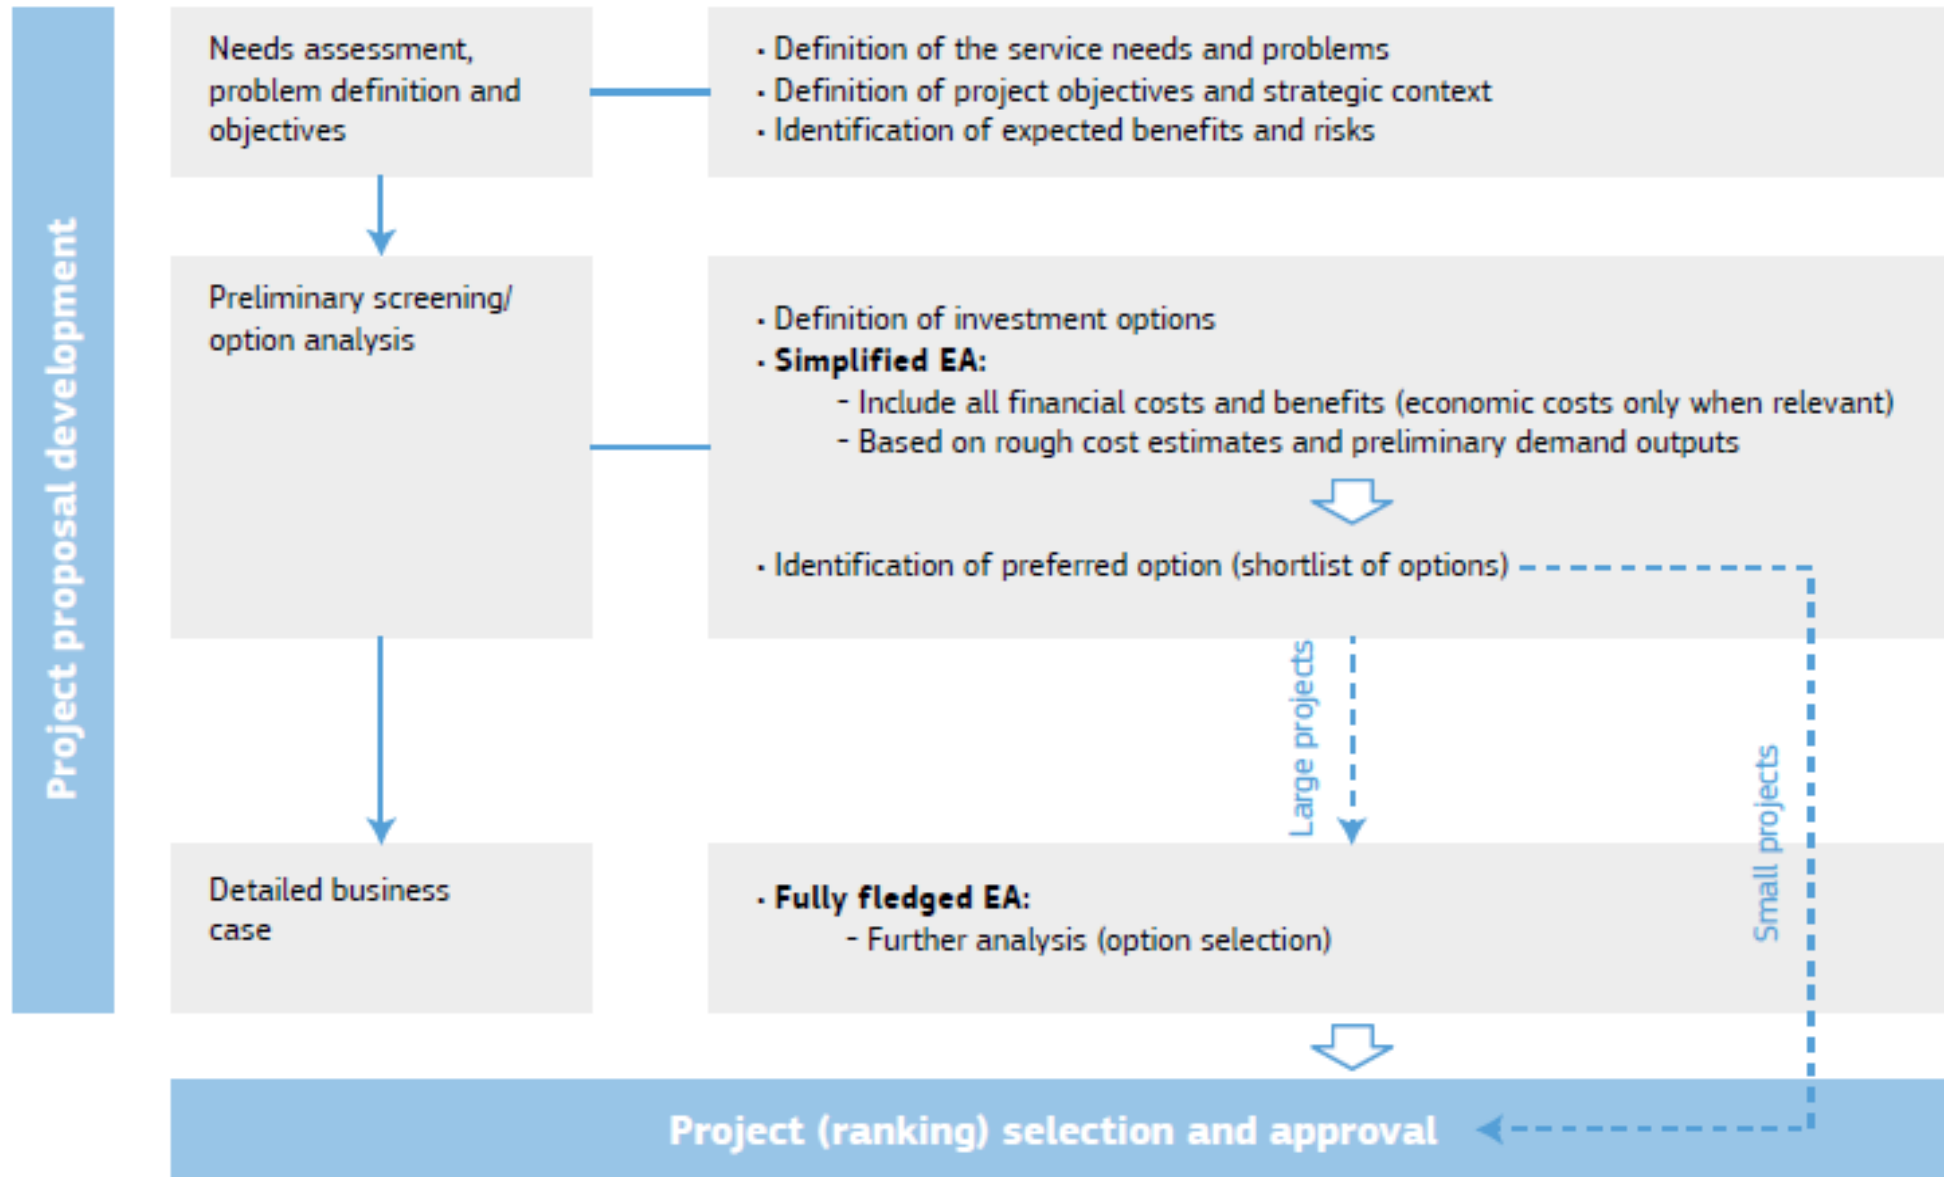 Project proposal development
Needs assessment,
problem definition and
objectives
· Definition of the service needs and problems
· Definition of project objectives and strategic context
· Identification of expected benefits and risks
Preliminary screening/
option analysis
· Definition of investment options
· Simplified EA:
- Include all financial costs and benefits (economic costs only when relevant)
- Based on rough cost estimates and preliminary demand outputs
· Identification of preferred option (shortlist of options)
Large projects
Small projects
Detailed business
case
· Fully fledged EA:
- Further analysis (option selection)
Project (ranking) selection and approval